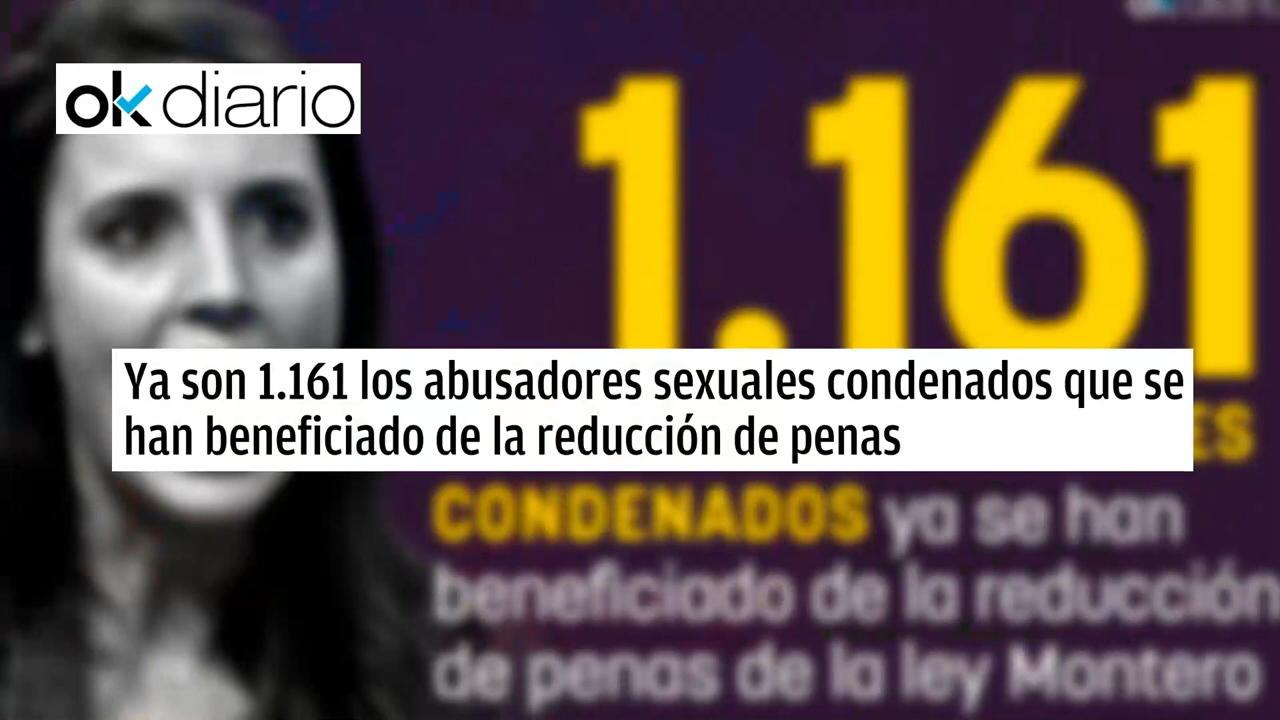 ok diario
1.161
Ya son 1.161 los abusadores sexuales condenados que se
han beneficiado de la reducción de penas
ES
CONDENADOS ya se han
beneficiado de la reducción
de penas de la ley Montero